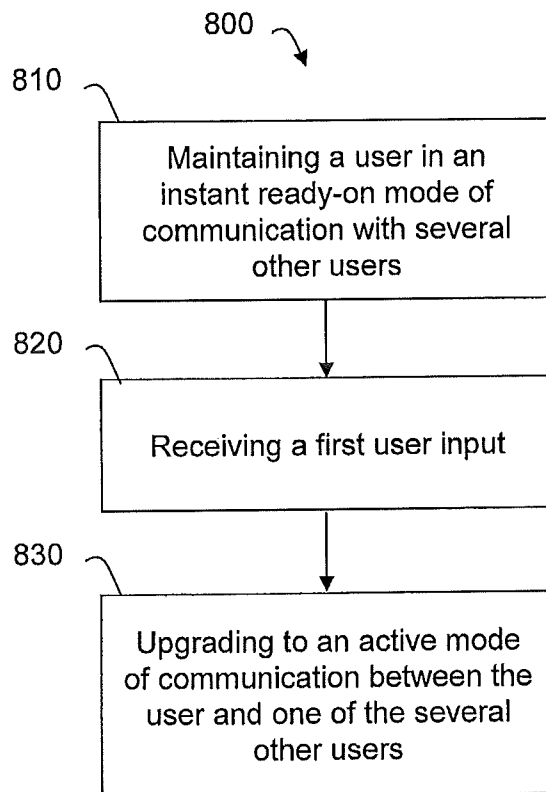 800
810
Maintaining a user in an
instant ready-on mode of
communication with several
other users
820
Receiving a first user input
830
Upgrading to an active mode
of communication between the
user and one of the several
other users